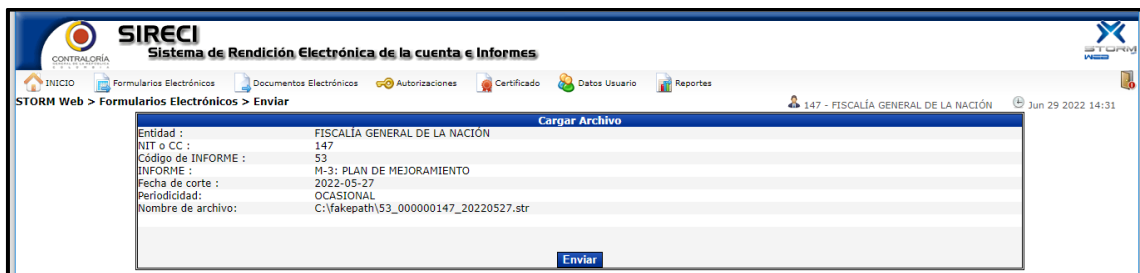 SIRECI
Sistema de Rendición Electrónica de la cuenta e Informes
CONTRALORÍA
STORM
WEB
INICIO Formularios Electrónicos Documentos Electrónicos Autorizaciones Certificado Datos Usuario Reportes
STORM Web > Formularios Electrónicos > Enviar 147 - FISCALÍA GENERAL DE LA NACIÓN Jun 29 2022 14:31
Cargar Archivo
Entidad : FISCALÍA GENERAL DE LA NACIÓN
NIT o CC : 147
Código de INFORME : 53
INFORME : M-3: PLAN DE MEJORAMIENTO
Fecha de corte : 2022-05-27
Periodicidad: OCASIONAL
Nombre de archivo: C:\fakepath\53_000000147_20220527.str
Enviar